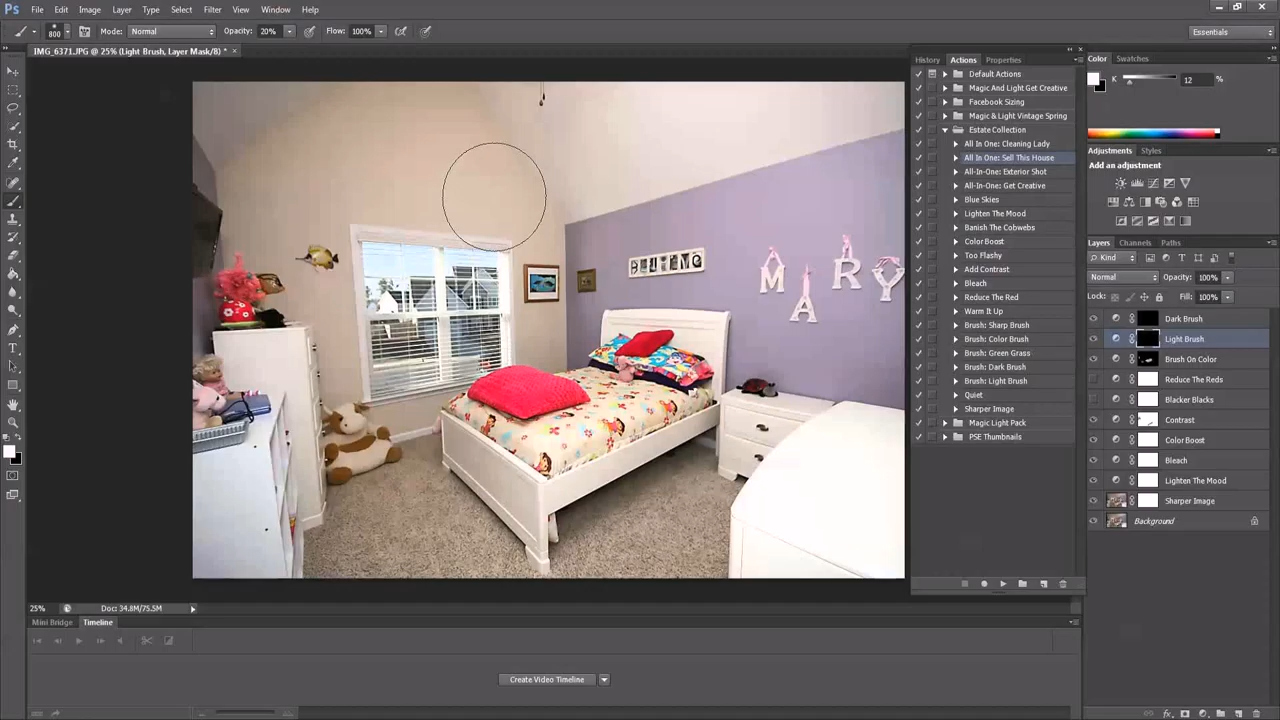 Ps File Edit Image Layer Type Select Filter View Window Help
800 Mode: Normal Opacity: 20% Flow: 100% Essentials
IMG_6371.JPG @ 25% (Light Brush, Layer Mask/8) *
History Actions Properties
Default Actions
Magic And Light Get Creative
Facebook Sizing
Magic & Light Vintage Spring
Estate Collection
All In One: Cleaning Lady
All In One: Sell This House
All-In-One: Exterior Shot
All-In-One: Get Creative
Blue Skies
Lighten The Mood
Banish The Cobwebs
Color Boost
Too Flashy
Add Contrast
Bleach
Reduce The Red
Warm It Up
Brush: Sharp Brush
Brush: Color Brush
Brush: Green Grass
Brush: Dark Brush
Brush: Light Brush
Quiet
Sharper Image
Magic Light Pack
PSE Thumbnails
Color Swatches
K 12 %
Adjustments Styles
Add an adjustment
Layers Channels Paths
Kind
Normal Opacity: 100%
Lock: Fill: 100%
Dark Brush
Light Brush
Brush On Color
Reduce The Reds
Blacker Blacks
Contrast
Color Boost
Bleach
Lighten The Mood
Sharper Image
Background
MARY
25% Doc: 34.8M/75.5M
Mini Bridge Timeline
Create Video Timeline